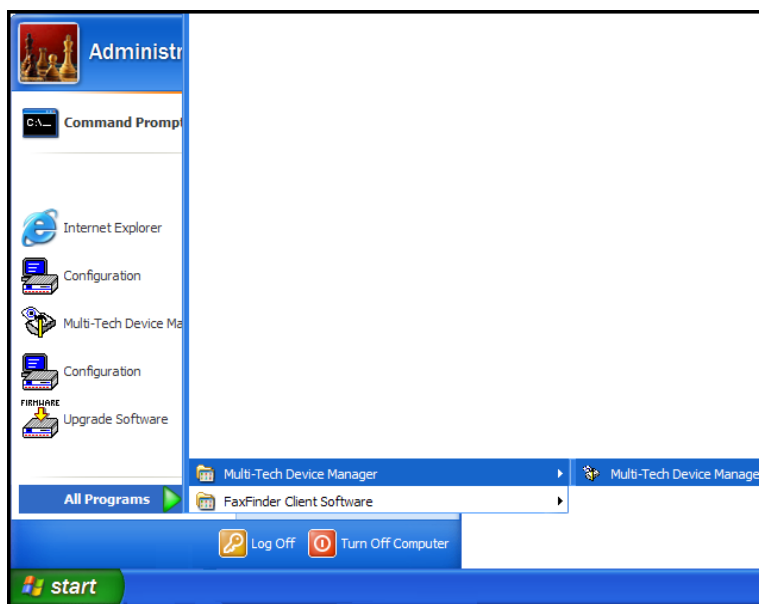 Administr
C:\_
Command Prompt
Internet Explorer
Configuration
Multi-Tech Device Ma
Configuration
FIRMWARE
Upgrade Software
Multi-Tech Device Manager
Multi-Tech Device Manage
All Programs
FaxFinder Client Software
Log Off
Turn Off Computer
start